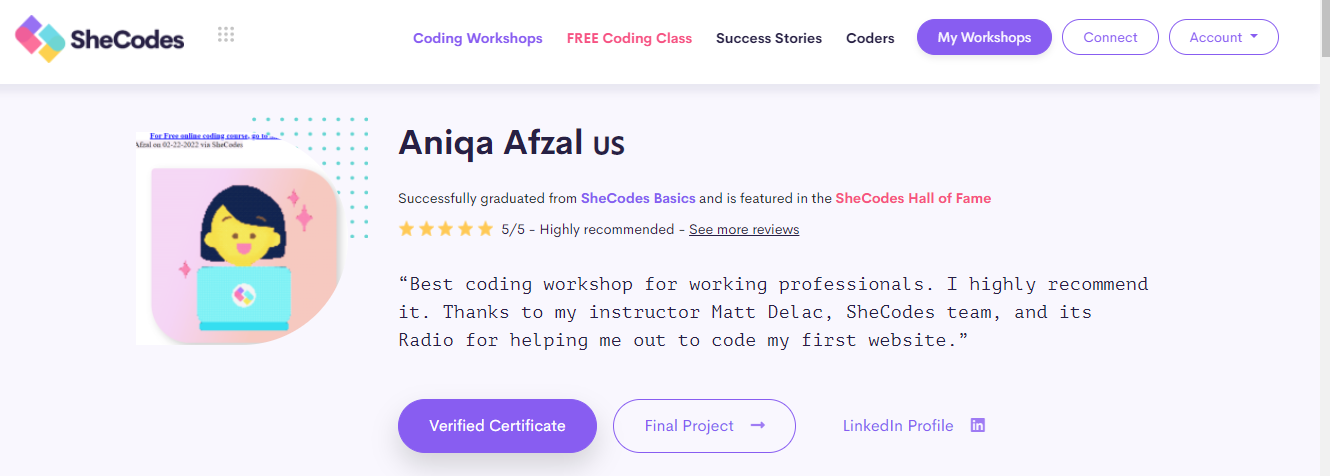 SheCodes
Coding Workshops FREE Coding Class Success Stories Coders My Workshops Connect Account
For Free online coding course, go to ...
Afzal on 02-22-2022 via SheCodes
Aniqa Afzal US
Successfully graduated from SheCodes Basics and is featured in the SheCodes Hall of Fame
5/5 - Highly recommended - See more reviews
“Best coding workshop for working professionals. I highly recommend
it. Thanks to my instructor Matt Delac, SheCodes team, and its
Radio for helping me out to code my first website.”
Verified Certificate Final Project → LinkedIn Profile in